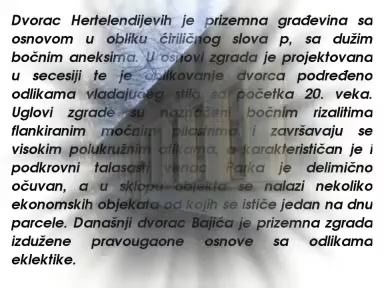 Dvorac Hertelendijevih je prizemna građevina sa
osnovom u obliku ćiriličnog slova p, sa dužim
bočnim aneksima. U osnovi zgrada je projektovana
u secesiji te je oblikovanje dvorca podređeno
odlikama vladajućeg stila sa početka 20. veka.
Uglovi zgrade su naznačeni bočnim rizalitima
flankiranim moćnim pilastrima i završavaju se
visokim polukružnim atikama, a karakterističan je i
podkrovni talasasti venac. Parka je delimično
očuvan, a u sklopu objekta se nalazi nekoliko
ekonomskih objekata od kojih se ističe jedan na dnu
parcele. Današnji dvorac Bajića je prizemna zgrada
izdužene pravougaone osnove sa odlikama
eklektike.